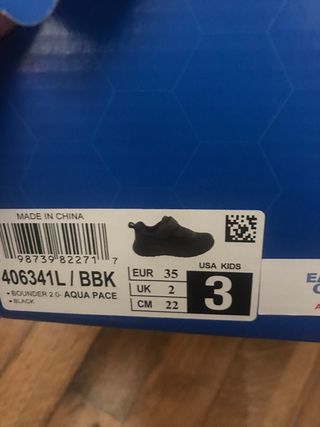 MADE IN CHINA
98739 82271 7
406341L / BBK
• BOUNDER 2.0- AQUA PACE
• BLACK
EUR 35
UK 2
CM 22
USA KIDS
3